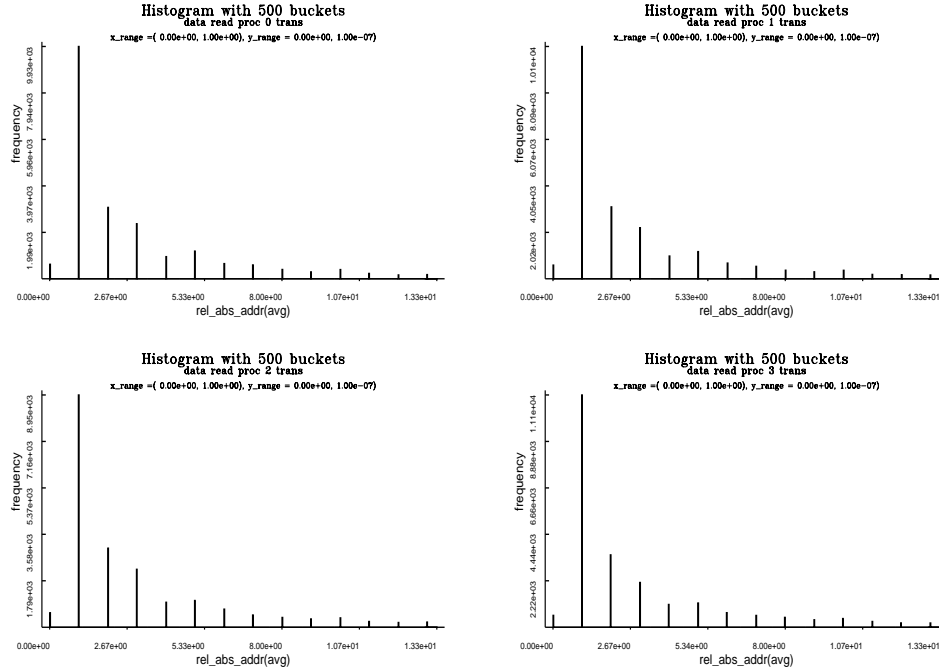 Histogram with 500 buckets
data read proc 0 trans
x_range =( 0.00e+00, 1.00e+00), y_range = 0.00e+00, 1.00e-07)
frequency
9.93e+03
7.94e+03
5.96e+03
3.97e+03
1.99e+03
0.00e+00 2.67e+00 5.33e+00 8.00e+00 1.07e+01 1.33e+01
rel_abs_addr(avg)
Histogram with 500 buckets
data read proc 1 trans
x_range =( 0.00e+00, 1.00e+00), y_range = 0.00e+00, 1.00e-07)
frequency
1.01e+04
8.09e+03
6.07e+03
4.05e+03
2.02e+03
0.00e+00 2.67e+00 5.33e+00 8.00e+00 1.07e+01 1.33e+01
rel_abs_addr(avg)
Histogram with 500 buckets
data read proc 2 trans
x_range =( 0.00e+00, 1.00e+00), y_range = 0.00e+00, 1.00e-07)
frequency
8.95e+03
7.16e+03
5.37e+03
3.58e+03
1.79e+03
0.00e+00 2.67e+00 5.33e+00 8.00e+00 1.07e+01 1.33e+01
rel_abs_addr(avg)
Histogram with 500 buckets
data read proc 3 trans
x_range =( 0.00e+00, 1.00e+00), y_range = 0.00e+00, 1.00e-07)
frequency
1.11e+04
8.88e+03
6.66e+03
4.44e+03
2.22e+03
0.00e+00 2.67e+00 5.33e+00 8.00e+00 1.07e+01 1.33e+01
rel_abs_addr(avg)